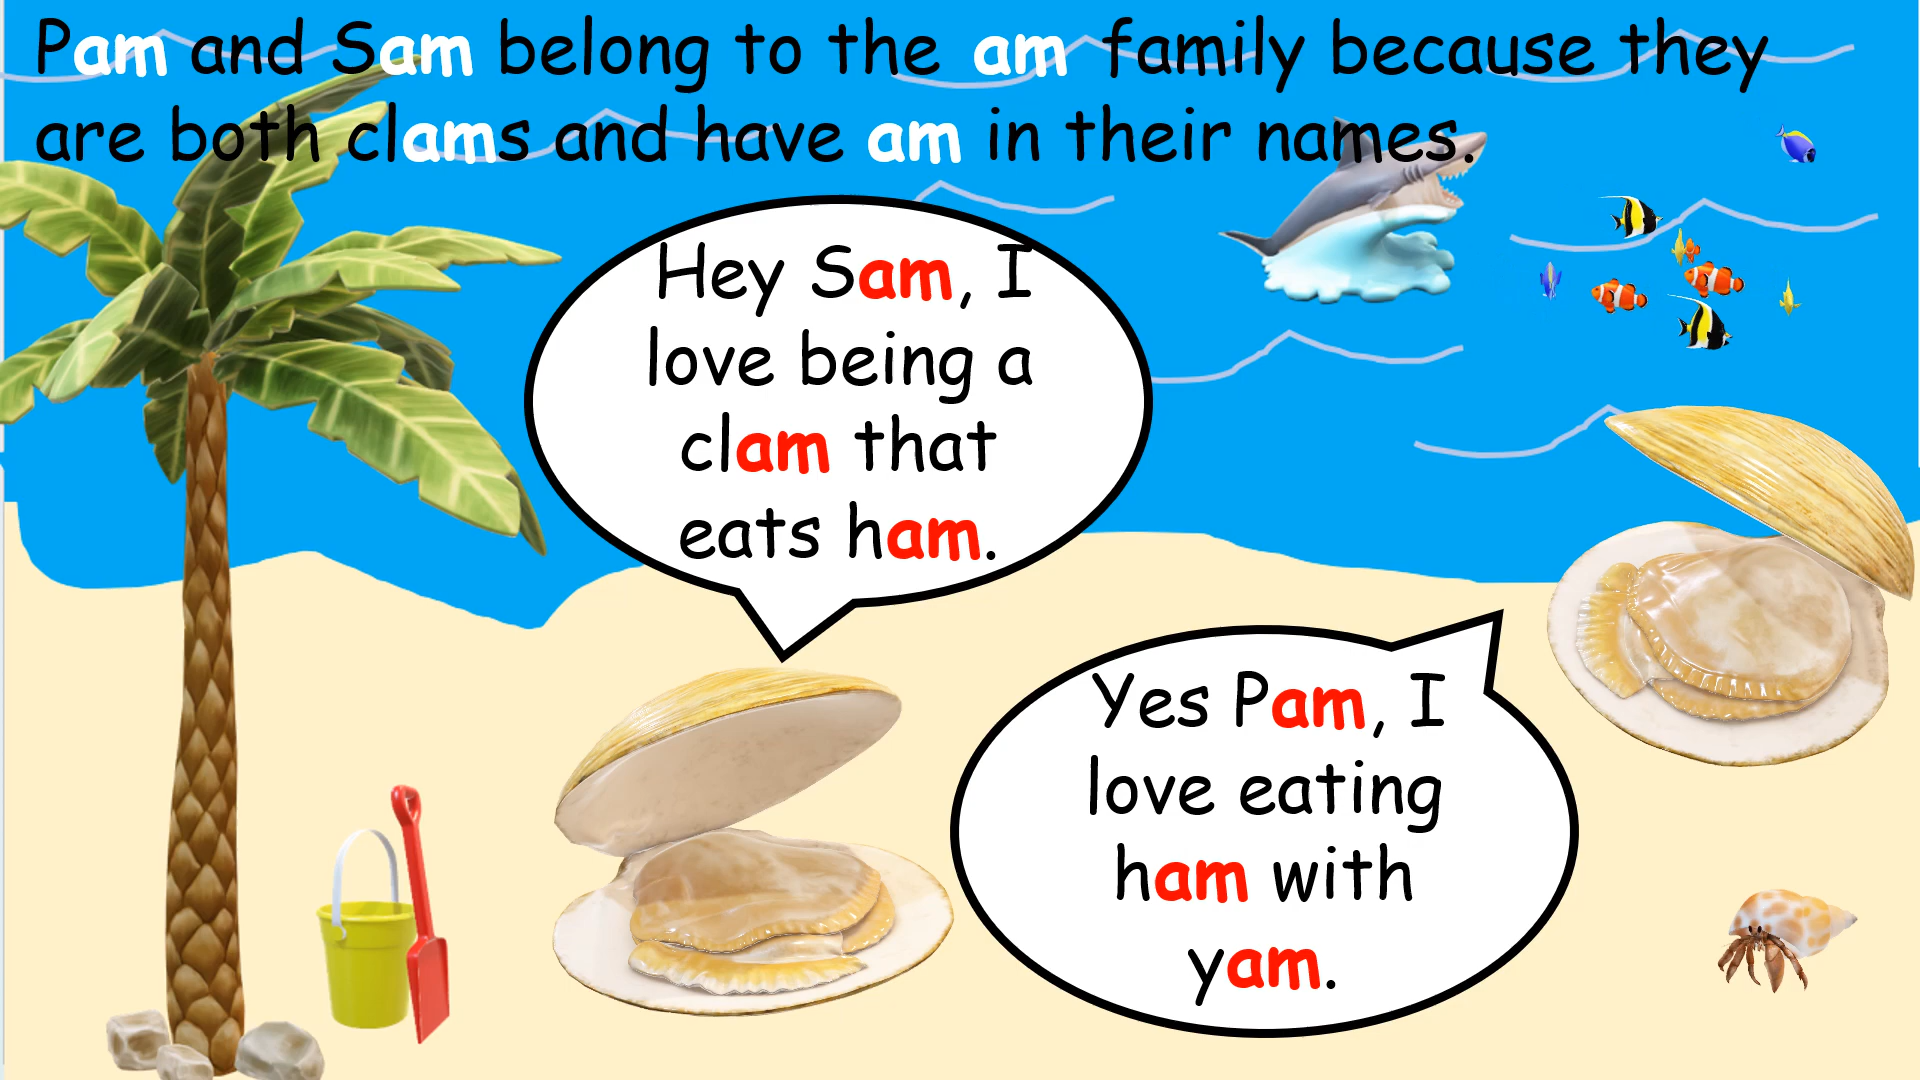 Pam and Sam belong to the am family because they
are both clams and have am in their names.
Hey Sam, I
love being a
clam that
eats ham.
Yes Pam, I
love eating
ham with
yam.